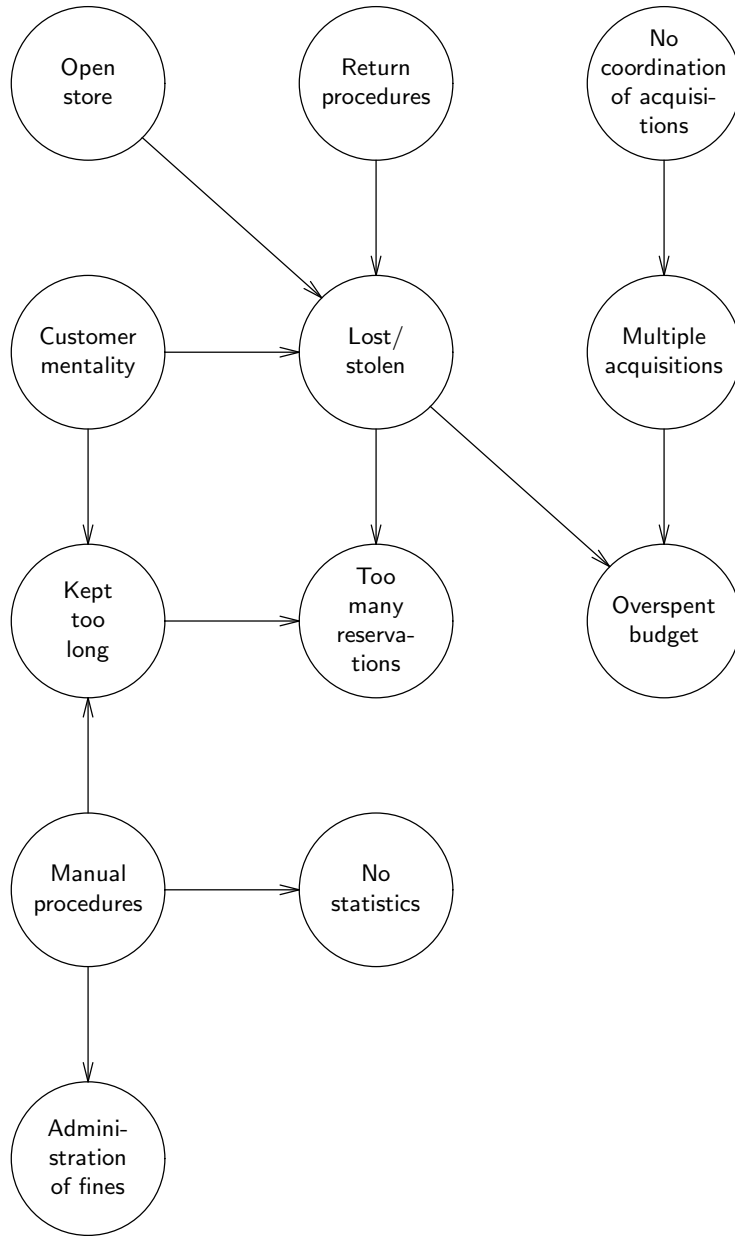 Open
store
Return
procedures
No
coordination
of acquisi-
tions
Customer
mentality
Lost/
stolen
Multiple
acquisitions
Kept
too
long
Too
many
reserva-
tions
Overspent
budget
Manual
procedures
No
statistics
Admini-
stration
of fines